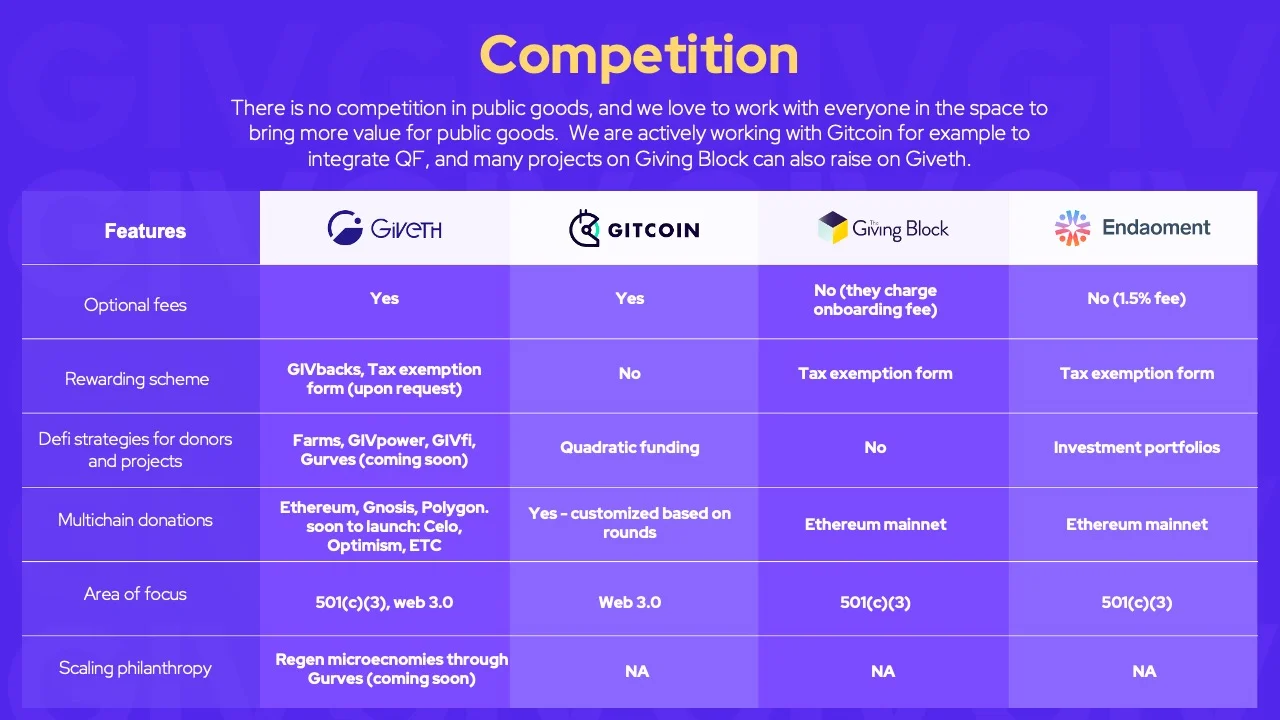 Competition
There is no competition in public goods, and we love to work with everyone in the space to
bring more value for public goods.  We are actively working with Gitcoin for example to
integrate QF, and many projects on Giving Block can also raise on Giveth.
Features
GIVETH
GITCOIN
The
Giving Block
Endaoment
Optional fees
Yes
Yes
No (they charge
onboarding fee)
No (1.5% fee)
Rewarding scheme
GIVbacks, Tax exemption
form (upon request)
No
Tax exemption form
Tax exemption form
Defi strategies for donors
and projects
Farms, GIVpower, GIVfi,
Gurves (coming soon)
Quadratic funding
No
Investment portfolios
Multichain donations
Ethereum, Gnosis, Polygon.
soon to launch: Celo,
Optimism, ETC
Yes - customized based on
rounds
Ethereum mainnet
Ethereum mainnet
Area of focus
501(c)(3), web 3.0
Web 3.0
501(c)(3)
501(c)(3)
Scaling philanthropy
Regen microecnomies through
Gurves (coming soon)
NA
NA
NA